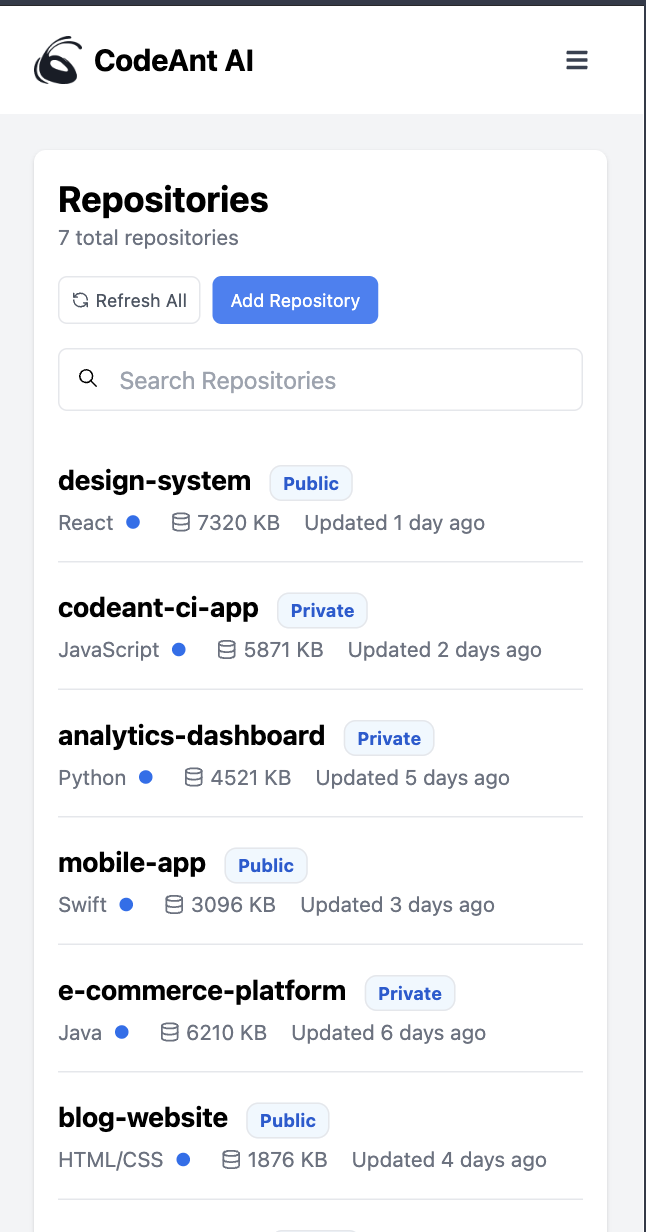 CodeAnt AI
Repositories
7 total repositories
Refresh All Add Repository
Search Repositories
design-system Public
React 7320 KB Updated 1 day ago
codeant-ci-app Private
JavaScript 5871 KB Updated 2 days ago
analytics-dashboard Private
Python 4521 KB Updated 5 days ago
mobile-app Public
Swift 3096 KB Updated 3 days ago
e-commerce-platform Private
Java 6210 KB Updated 6 days ago
blog-website Public
HTML/CSS 1876 KB Updated 4 days ago